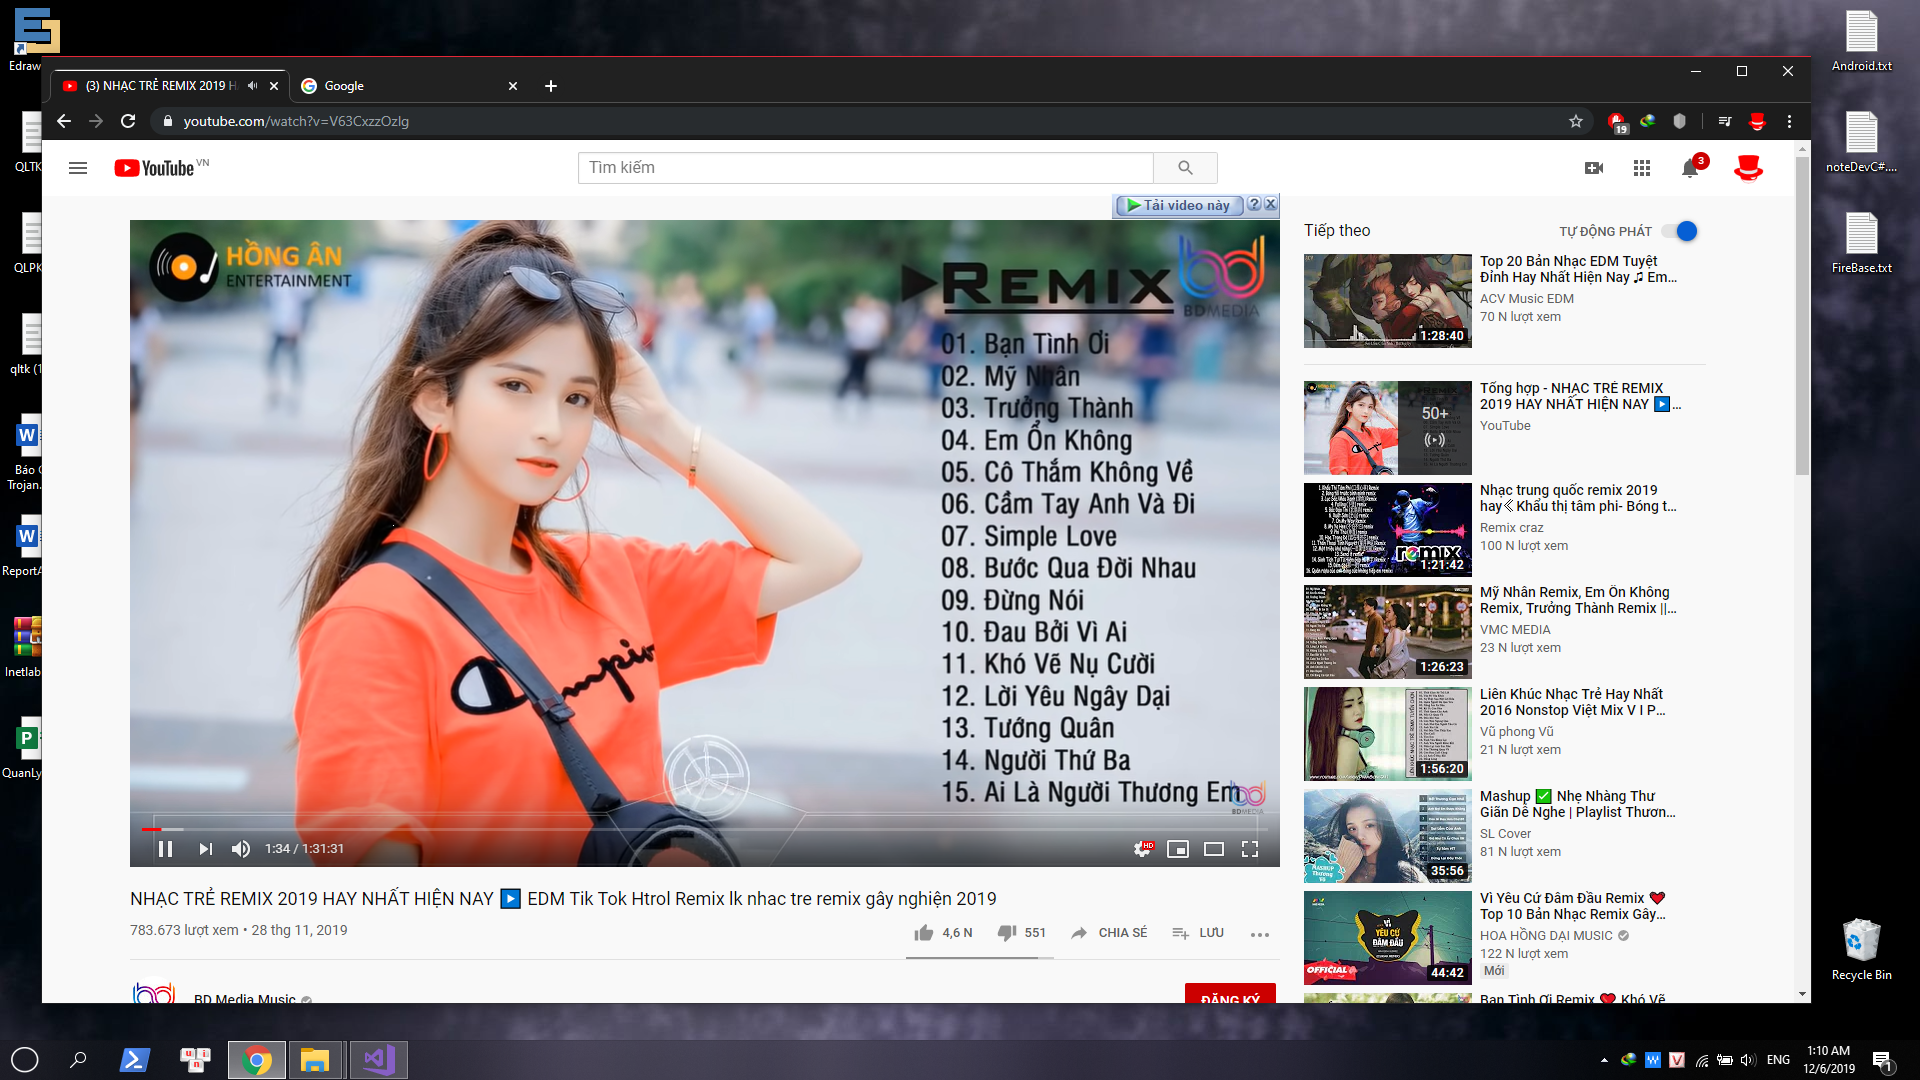 Edraw
QLTK
QLPK
qltk (1
Báo C
Trojan.
ReportA
Inetlab
QuanLy
Android.txt
noteDevC#....
FireBase.txt
Recycle Bin
(3) NHẠC TRẺ REMIX 2019 H
Google
youtube.com/watch?v=V63CxzzOzlg
19
YouTube VN
Tìm kiếm
3
Tải video này
HỒNG ÂN
ENTERTAINMENT
REMIX
BDMEDIA
01. Bạn Tình Ơi
02. Mỹ Nhân
03. Trưởng Thành
04. Em Ổn Không
05. Cô Thắm Không Về
06. Cầm Tay Anh Và Đi
07. Simple Love
08. Bước Qua Đời Nhau
09. Đừng Nói
10. Đau Bởi Vì Ai
11. Khó Vẽ Nụ Cười
12. Lời Yêu Ngây Dại
13. Tướng Quân
14. Người Thứ Ba
15. Ai Là Người Thương Em
BDMEDIA
Champion
1:34 / 1:31:31
HD
NHẠC TRẺ REMIX 2019 HAY NHẤT HIỆN NAY ▶ EDM Tik Tok Htrol Remix lk nhac tre remix gây nghiện 2019
783.673 lượt xem • 28 thg 11, 2019
4,6 N
551
CHIA SẺ
LƯU
BD Media Music
ĐĂNG KÝ
Tiếp theo
TỰ ĐỘNG PHÁT
Top 20 Bản Nhạc EDM Tuyệt
Đỉnh Hay Nhất Hiện Nay ♫ Em...
ACV Music EDM
70 N lượt xem
1:28:40
Tổng hợp - NHẠC TRẺ REMIX
2019 HAY NHẤT HIỆN NAY ▶...
YouTube
50+
Nhạc trung quốc remix 2019
hay《Khẩu thị tâm phi- Bóng t...
Remix craz
100 N lượt xem
remix
1:21:42
Mỹ Nhân Remix, Em Ổn Không
Remix, Trưởng Thành Remix ||...
VMC MEDIA
23 N lượt xem
1:26:23
Liên Khúc Nhạc Trẻ Hay Nhất
2016 Nonstop Việt Mix V I P...
Vũ phong Vũ
21 N lượt xem
1:56:20
Mashup ✅ Nhẹ Nhàng Thư
Giãn Dễ Nghe | Playlist Thươn...
SL Cover
81 N lượt xem
35:56
Vì Yêu Cứ Đâm Đầu Remix ❤
Top 10 Bản Nhạc Remix Gây...
HOA HỒNG DẠI MUSIC
122 N lượt xem
Mới
VÌ
YÊU CỨ
ĐÂM ĐẦU
OFFICIAL
44:42
Bạn Tình Ơi Remix ❤ Khó Vẽ
ENG
1:10 AM
12/6/2019
1